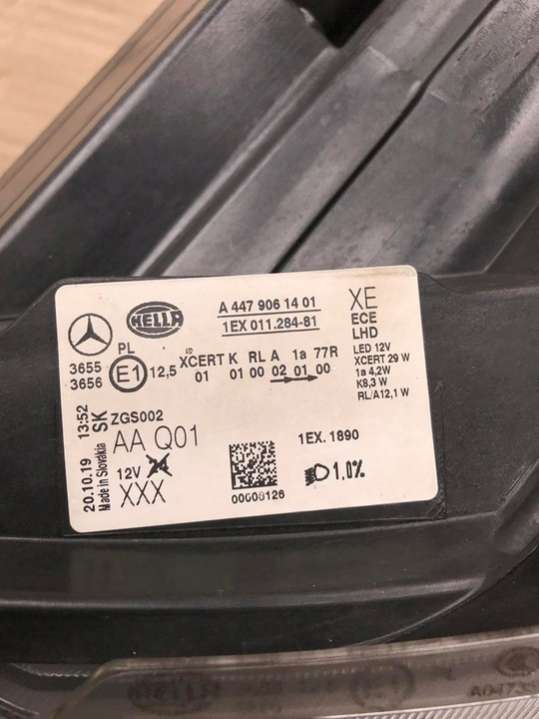 HELLA
A 447 906 14 01
1EX 011.284-81
XE
ECE
LHD
LED 12V
XCERT 29 W
1a 4,2W
K8,3 W
RL/A12,1 W
3655
3656
PL
E1
12,5
XCERT K RL A 1a 77R
01 01 00 02 01 00
20.10.19 13:52
Made in Slovakia SK
ZGS002
AA Q01
12V
XXX
00008126
1EX. 1890
1.0%
HELLA